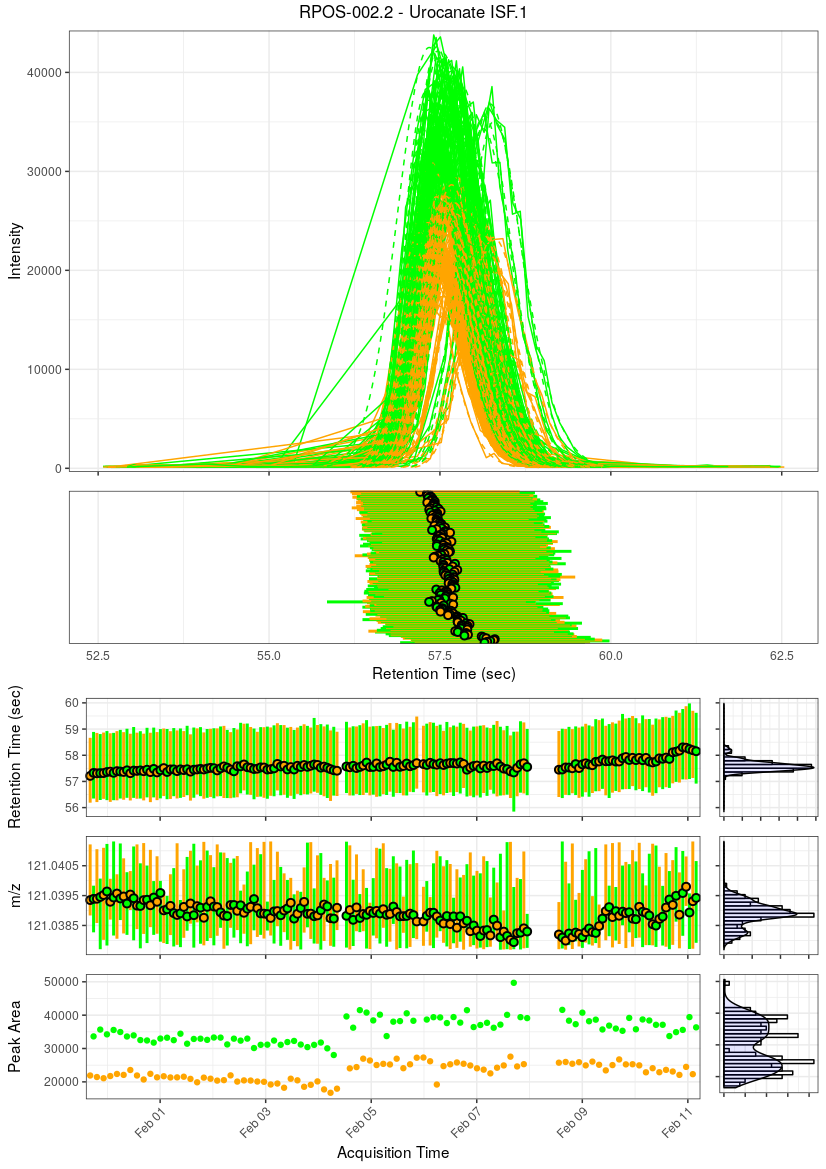 RPOS-002.2 - Urocanate ISF.1
40000
30000
20000
10000
0
Intensity
52.5 55.0 57.5 60.0 62.5
Retention Time (sec)
60
59
58
57
56
Retention Time (sec)
121.0405
121.0395
121.0385
m/z
50000
40000
30000
20000
Peak Area
Feb 01 Feb 03 Feb 05 Feb 07 Feb 09 Feb 11
Acquisition Time